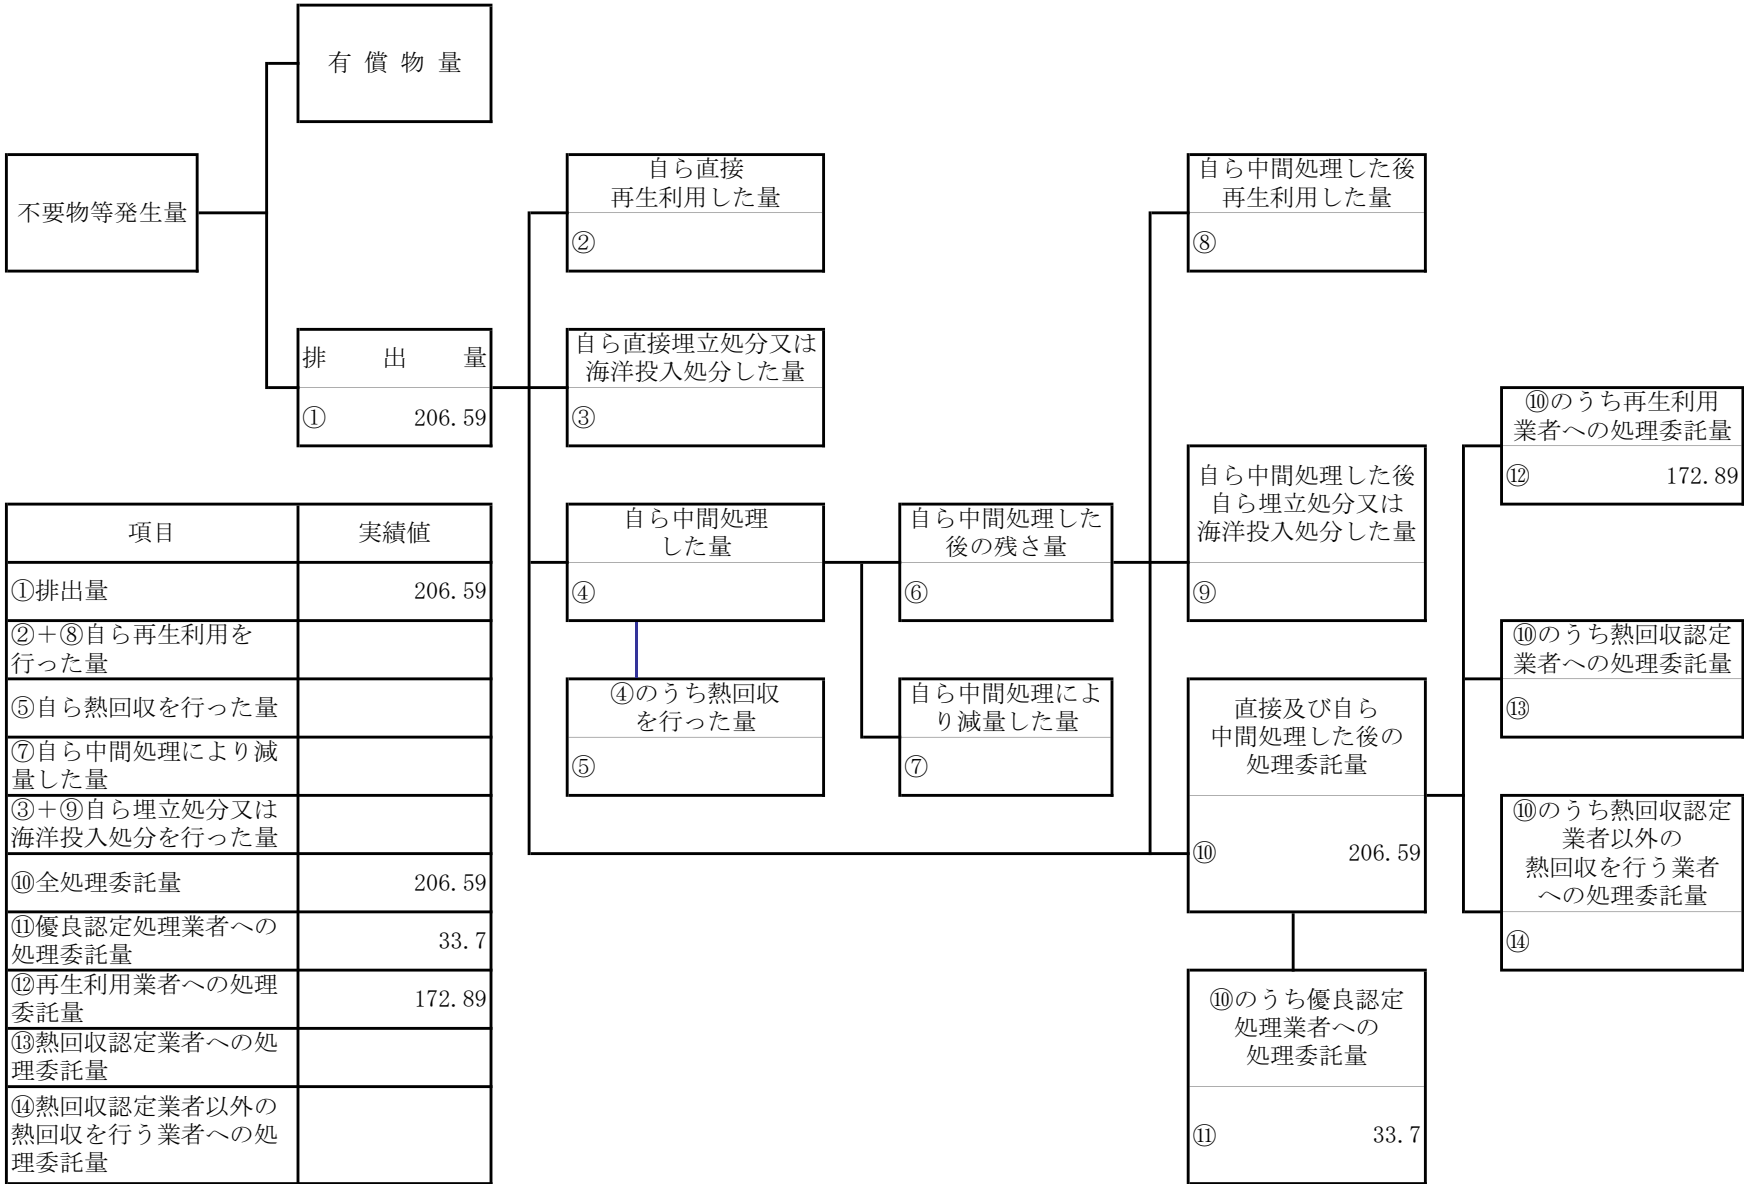 有償物量
不要物等発生量
自ら直接
再生利用した量
②
自ら中間処理した後
再生利用した量
⑧
排出量
① 206.59
自ら直接埋立処分又は
海洋投入処分した量
③
⑩のうち再生利用
業者への処理委託量
⑫ 172.89
自ら中間処理
した量
④
自ら中間処理した
後の残さ量
⑥
自ら中間処理した後
自ら埋立処分又は
海洋投入処分した量
⑨
⑩のうち熱回収認定
業者への処理委託量
⑬
④のうち熱回収
を行った量
⑤
自ら中間処理によ
り減量した量
⑦
直接及び自ら
中間処理した後の
処理委託量
⑩ 206.59
⑩のうち熱回収認定
業者以外の
熱回収を行う業者
への処理委託量
⑭
⑩のうち優良認定
処理業者への
処理委託量
⑪ 33.7
項目 実績値
①排出量 206.59
②＋⑧自ら再生利用を
行った量
⑤自ら熱回収を行った量
⑦自ら中間処理により減
量した量
③＋⑨自ら埋立処分又は
海洋投入処分を行った量
⑩全処理委託量 206.59
⑪優良認定処理業者への
処理委託量 33.7
⑫再生利用業者への処理
委託量 172.89
⑬熱回収認定業者への処
理委託量
⑭熱回収認定業者以外の
熱回収を行う業者への処
理委託量